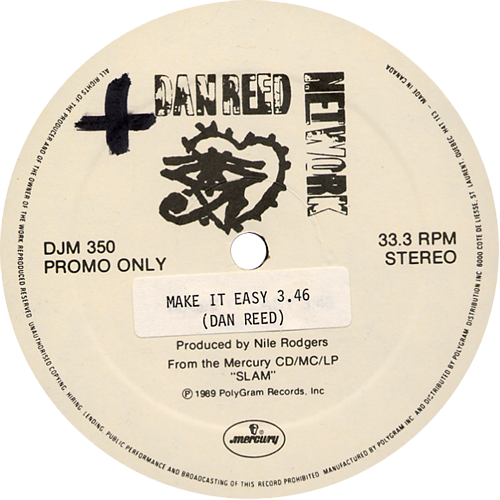 DAN REED
NETWORK
DJM 350
PROMO ONLY
33.3 RPM
STEREO
MAKE IT EASY 3.46
(DAN REED)
Produced by Nile Rodgers
From the Mercury CD/MC/LP
"SLAM"
Ⓟ 1989 PolyGram Records, Inc
mercury
ALL RIGHTS OF THE PRODUCER AND OF THE OWNER OF THE WORK REPRODUCED RESERVED. UNAUTHORISED COPYING, HIRING, LENDING, PUBLIC PERFORMANCE AND BROADCASTING OF THIS RECORD PROHIBITED. MANUFACTURED BY POLYGRAM INC. AND DISTRIBUTED BY POLYGRAM DISTRIBUTION INC 6000 COTE DE LIESSE, ST LAURENT, QUEBEC, H4T 1E3 - MADE IN CANADA